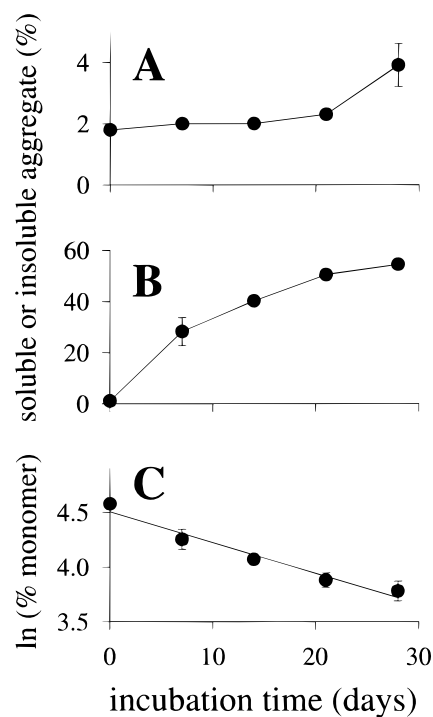 soluble or insoluble aggregate (%)
A
4
2
0
B
60
40
20
0
ln (% monomer)
C
4.5
4.0
3.5
0 10 20 30
incubation time (days)